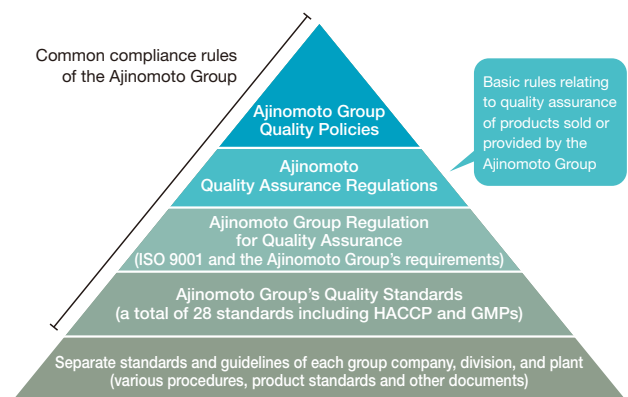 Common compliance rules
of the Ajinomoto Group
Ajinomoto Group
Quality Policies
Basic rules relating
to quality assurance
of products sold or
provided by the
Ajinomoto Group
Ajinomoto
Quality Assurance Regulations
Ajinomoto Group Regulation
for Quality Assurance
(ISO 9001 and the Ajinomoto Group's requirements)
Ajinomoto Group's Quality Standards
(a total of 28 standards including HACCP and GMPs)
Separate standards and guidelines of each group company, division, and plant
(various procedures, product standards and other documents)